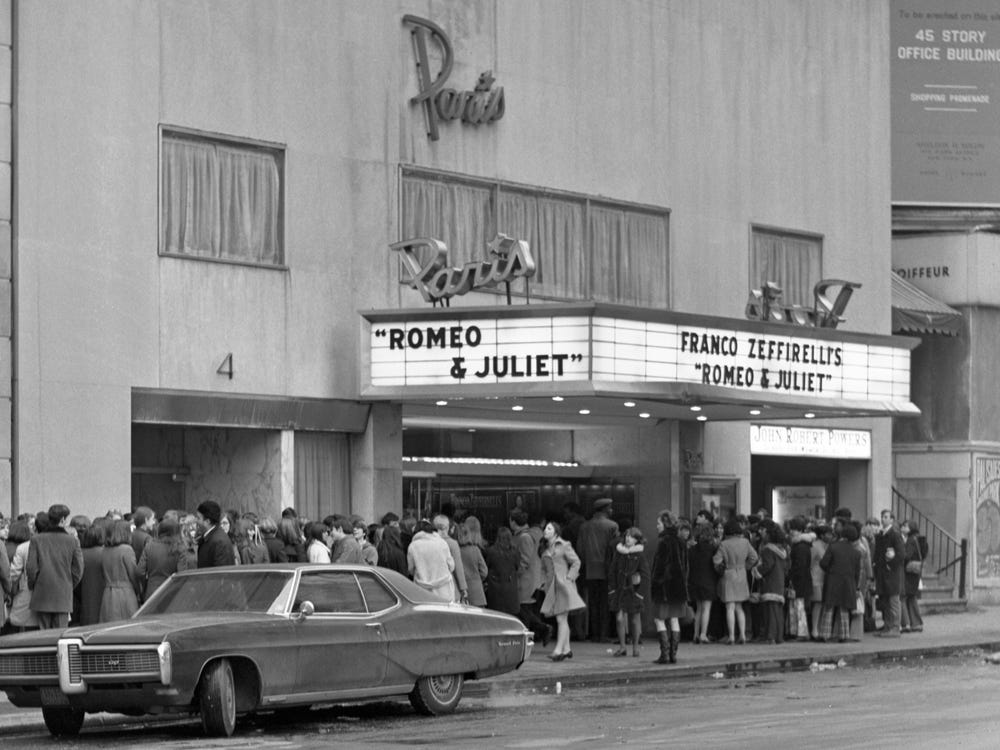 Paris
To be erected on this
45 STORY
OFFICE BUILDING
SHOPPING PROMENADE
Paris
Paris
COIFFEUR
"ROMEO
& JULIET"
FRANCO ZEFFIRELLI'S
"ROMEO & JULIET"
4
JOHN ROBERT POWERS